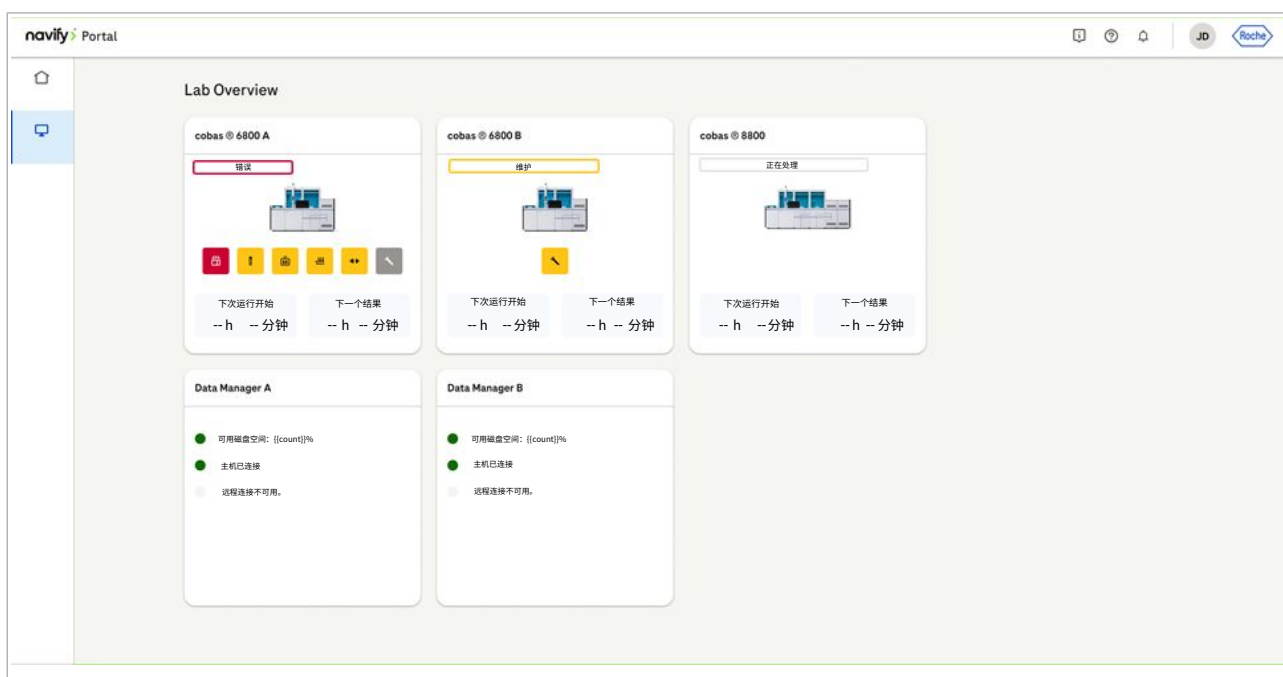 navify Portal
JD
Roche
Lab Overview
cobas ® 6800 A
错误
下次运行开始
下一个结果
-- h -- 分钟
-- h -- 分钟
cobas ® 6800 B
维护
下次运行开始
下一个结果
-- h -- 分钟
-- h -- 分钟
cobas ® 8800
正在处理
下次运行开始
下一个结果
-- h -- 分钟
-- h -- 分钟
Data Manager A
可用磁盘空间：{{count}}%
主机已连接
远程连接不可用。
Data Manager B
可用磁盘空间：{{count}}%
主机已连接
远程连接不可用。